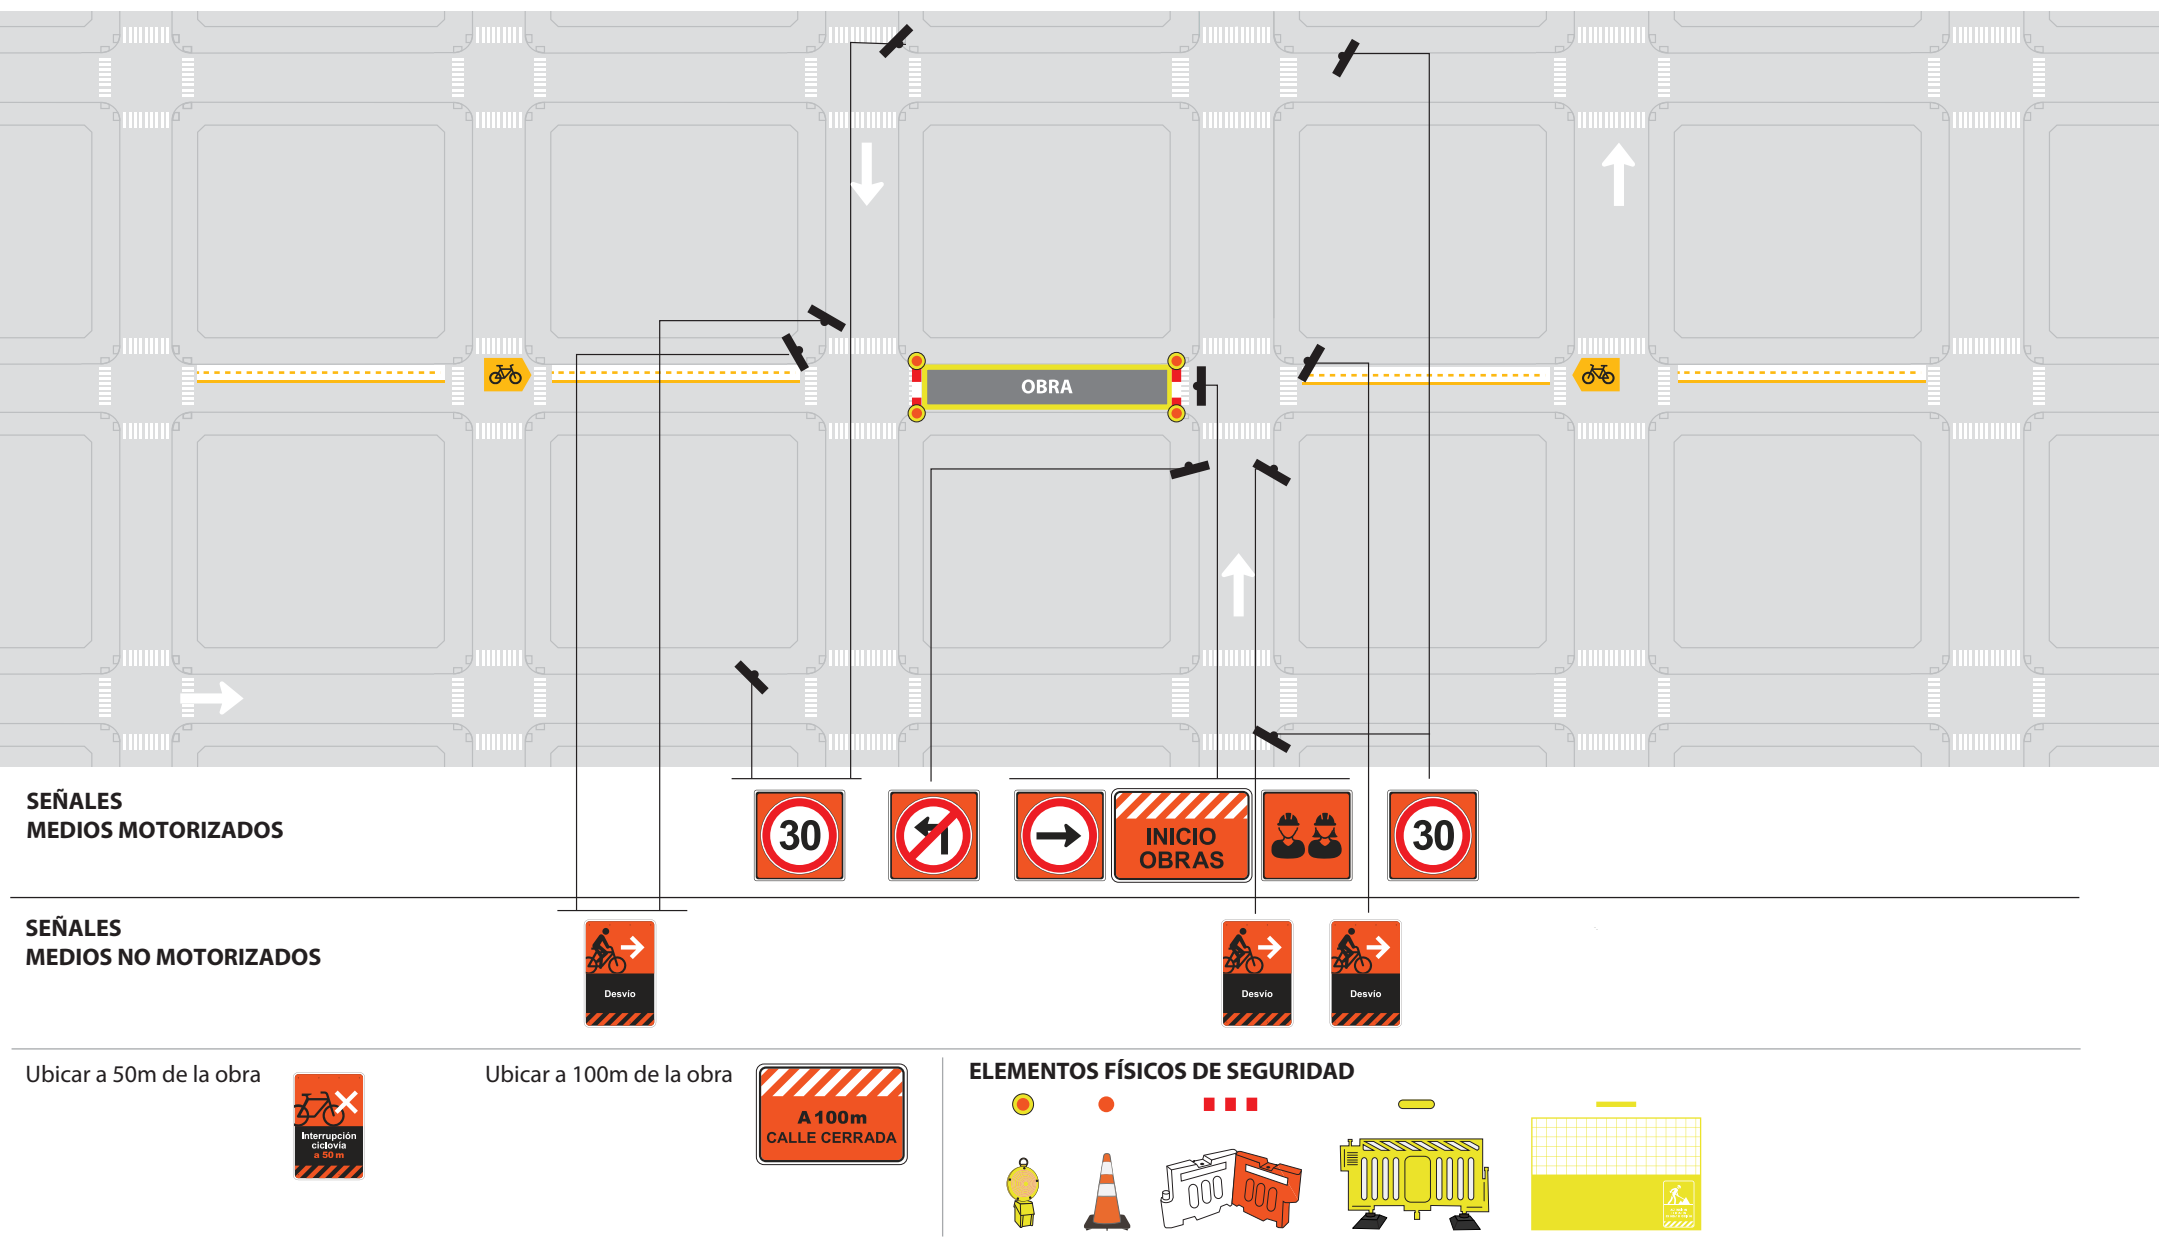 OBRA
SEÑALES
MEDIOS MOTORIZADOS
30
INICIO
OBRAS
30
SEÑALES
MEDIOS NO MOTORIZADOS
Desvío
Desvío
Desvío
Ubicar a 50m de la obra
Interrupción
ciclovía
a 50 m
Ubicar a 100m de la obra
A 100m
CALLE CERRADA
ELEMENTOS FÍSICOS DE SEGURIDAD